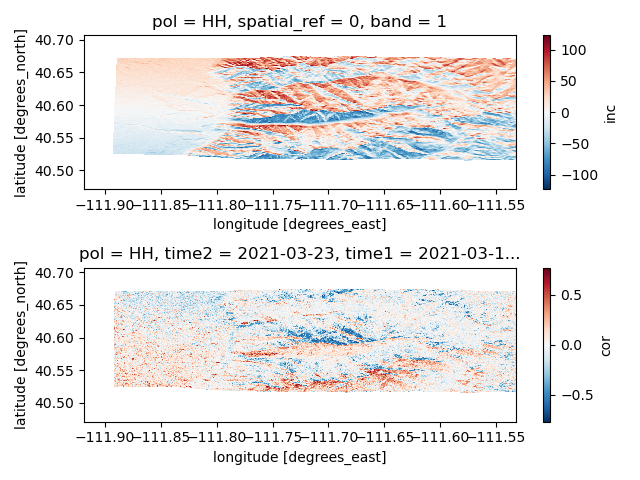 pol = HH, spatial_ref = 0, band = 1
40.70
40.65
40.60
40.55
40.50
latitude [degrees_north]
−111.90 −111.85 −111.80 −111.75 −111.70 −111.65 −111.60 −111.55
longitude [degrees_east]
100
50
0
−50
−100
inc
pol = HH, time2 = 2021-03-23, time1 = 2021-03-1...
40.70
40.65
40.60
40.55
40.50
latitude [degrees_north]
−111.90 −111.85 −111.80 −111.75 −111.70 −111.65 −111.60 −111.55
longitude [degrees_east]
0.5
0.0
−0.5
cor